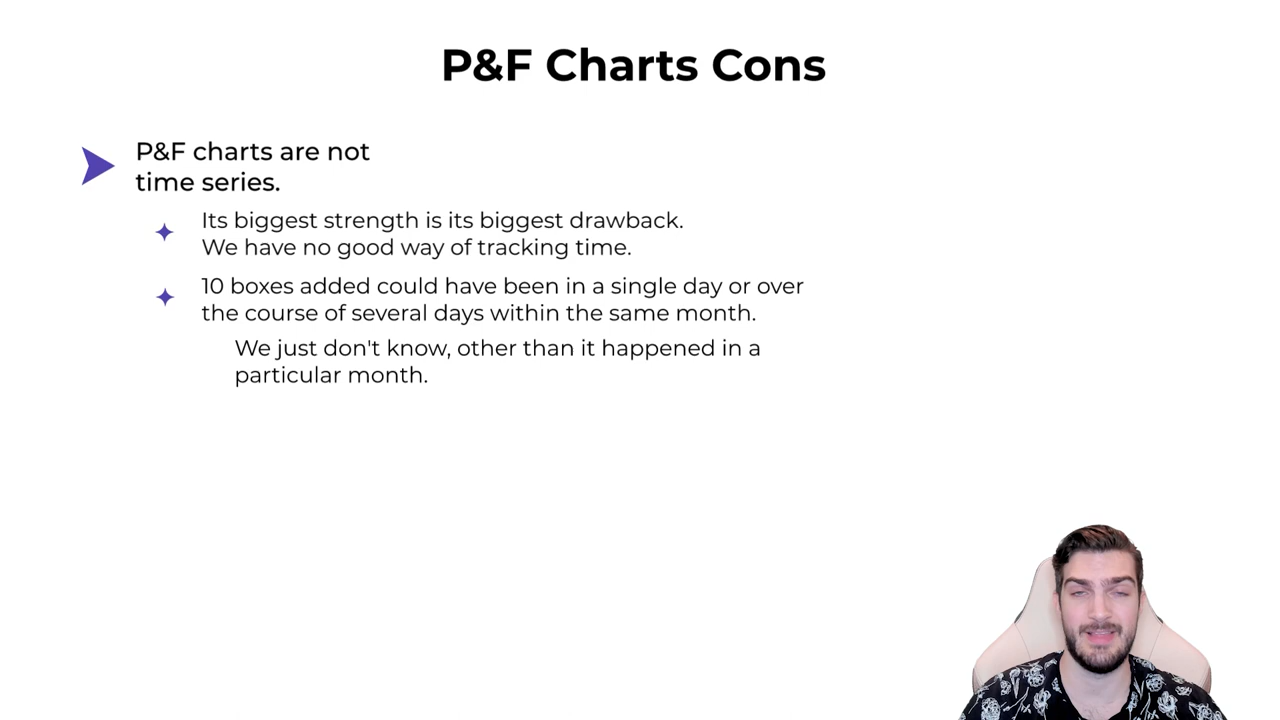 P&F Charts Cons
P&F charts are not
time series.
Its biggest strength is its biggest drawback.
We have no good way of tracking time.
10 boxes added could have been in a single day or over
the course of several days within the same month.
We just don't know, other than it happened in a
particular month.